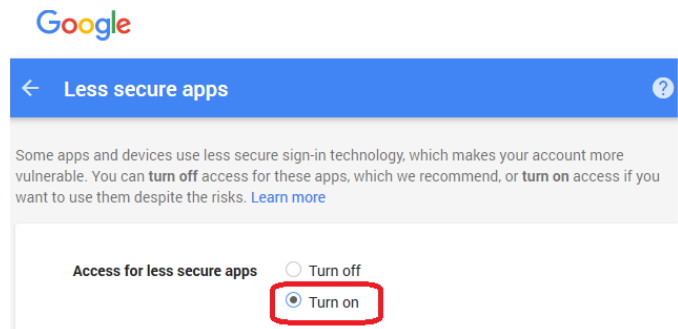 Google
Less secure apps
?
Some apps and devices use less secure sign-in technology, which makes your account more
vulnerable. You can turn off access for these apps, which we recommend, or turn on access if you
want to use them despite the risks. Learn more
Access for less secure apps Turn off
Turn on